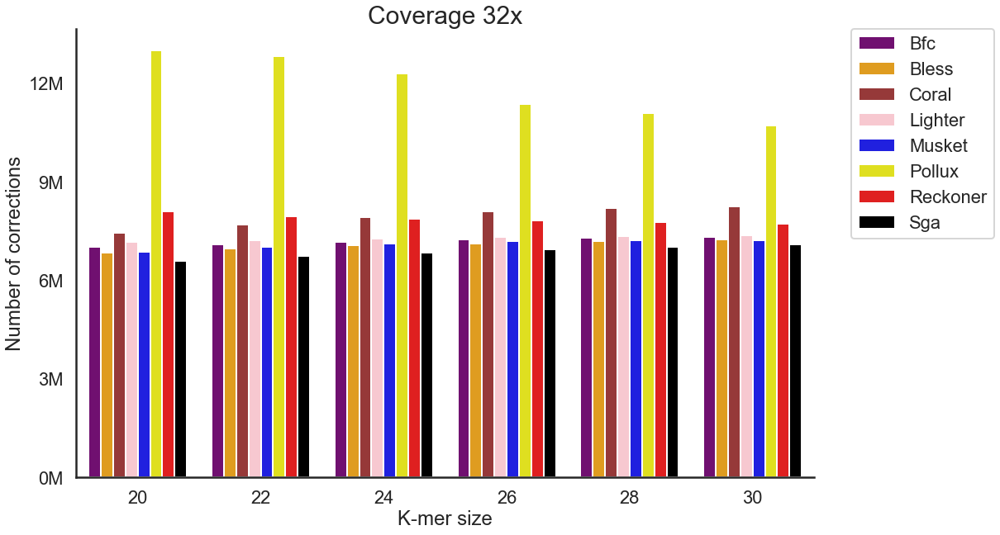 Coverage 32x
Number of corrections
12M
9M
6M
3M
0M
20 22 24 26 28 30
K-mer size
Bfc
Bless
Coral
Lighter
Musket
Pollux
Reckoner
Sga